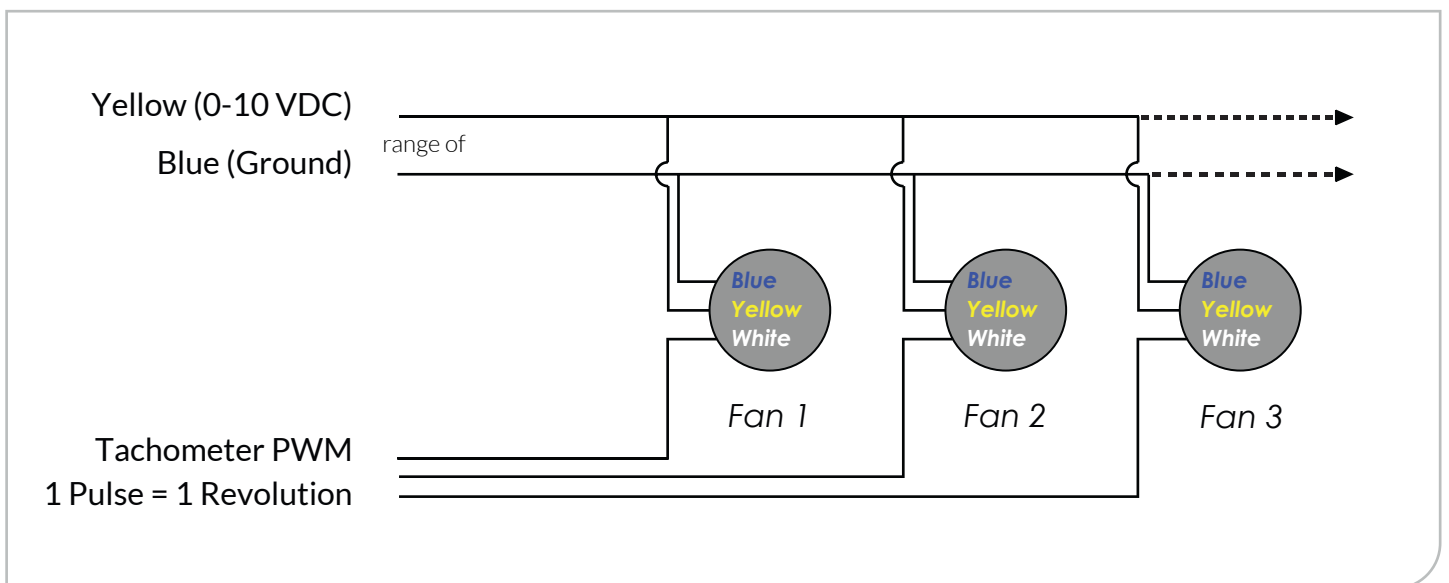 Yellow (0-10 VDC)
range of
Blue (Ground)
Blue
Yellow
White
Fan 1
Blue
Yellow
White
Fan 2
Blue
Yellow
White
Fan 3
Tachometer PWM
1 Pulse = 1 Revolution